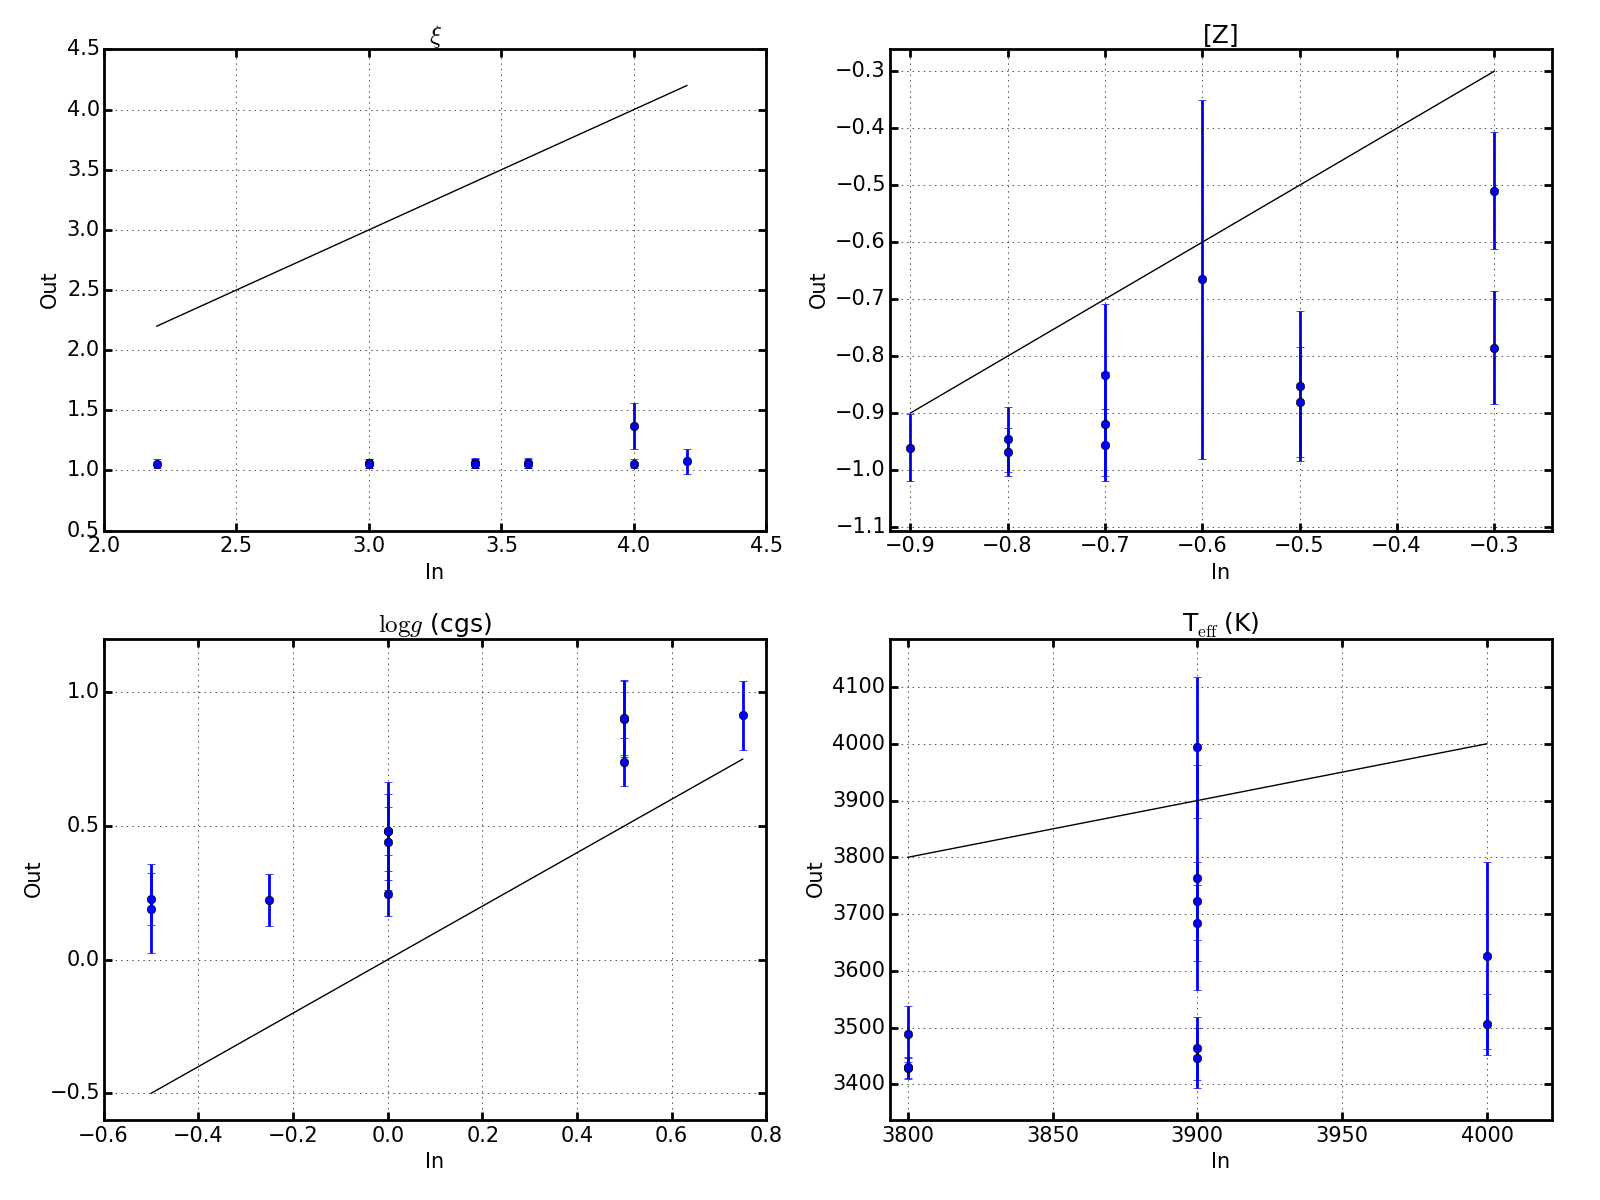 ξ
4.5
4.0
3.5
3.0
2.5
2.0
1.5
1.0
0.5
Out
2.0 2.5 3.0 3.5 4.0 4.5
In
[Z]
−0.3
−0.4
−0.5
−0.6
−0.7
−0.8
−0.9
−1.0
−1.1
Out
−0.9 −0.8 −0.7 −0.6 −0.5 −0.4 −0.3
In
log g (cgs)
1.0
0.5
0.0
−0.5
Out
−0.6 −0.4 −0.2 0.0 0.2 0.4 0.6 0.8
In
Teff (K)
4100
4000
3900
3800
3700
3600
3500
3400
Out
3800 3850 3900 3950 4000
In